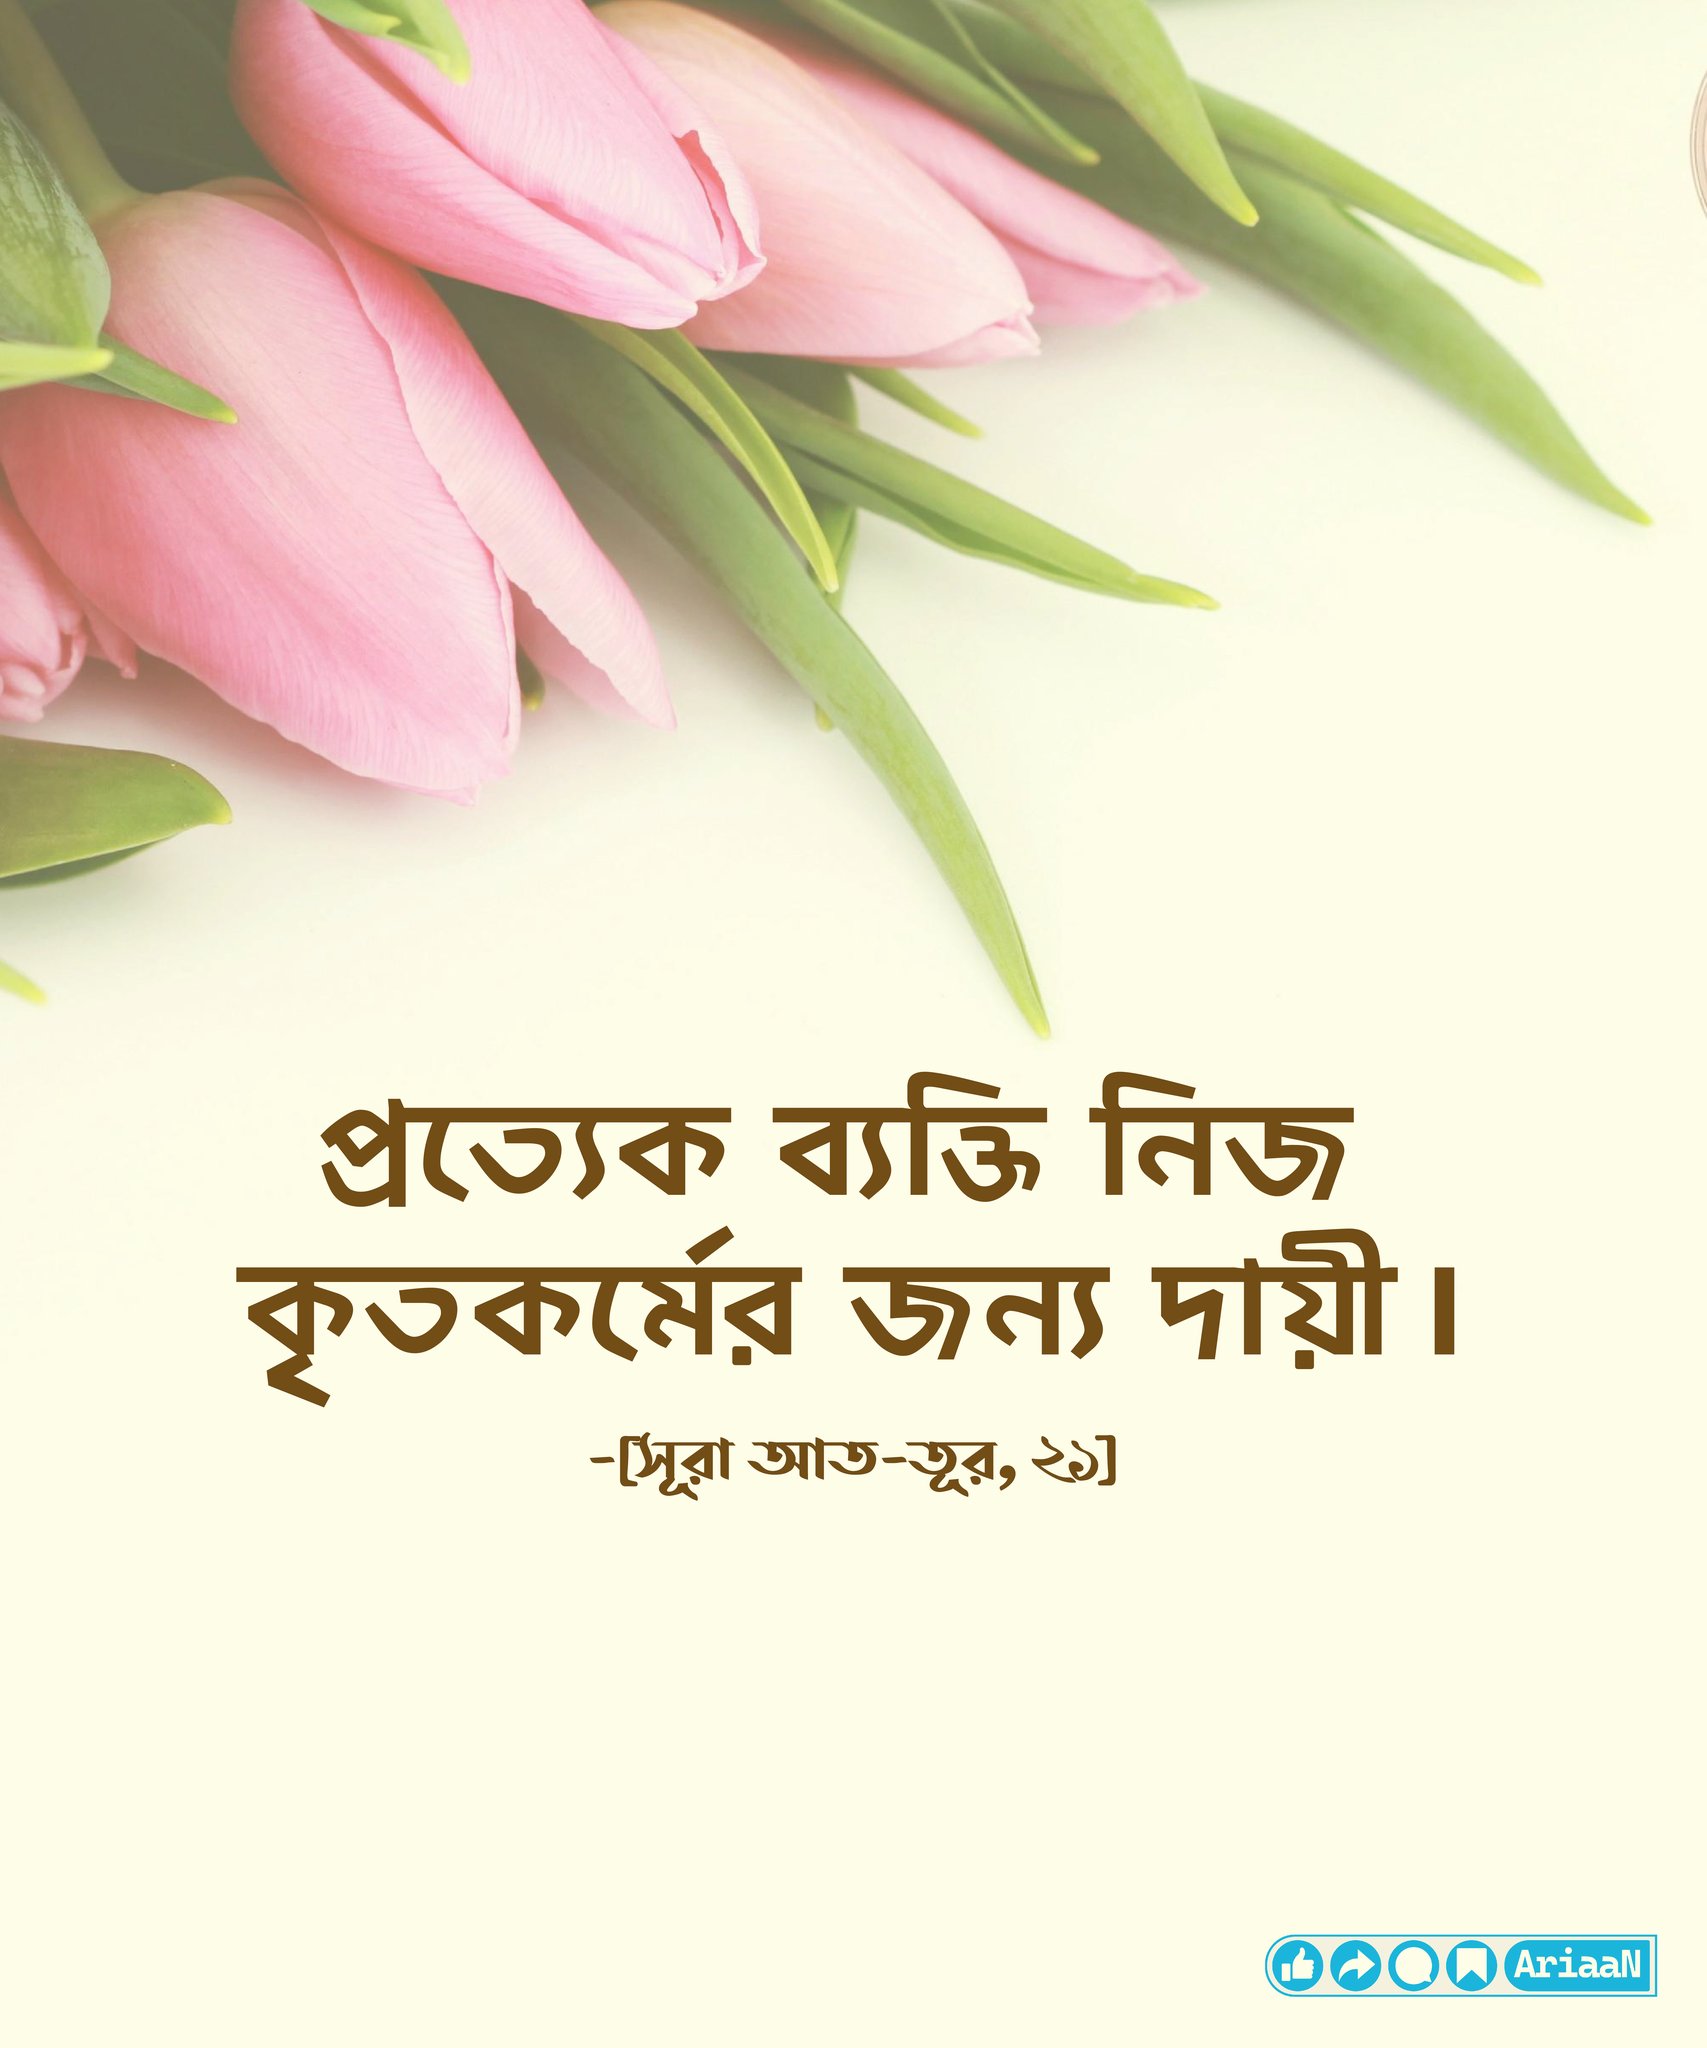 প্রত্যেক ব্যক্তি নিজ
কৃতকর্মের জন্য দায়ী।
-[সূরা আত-তূর, ২১]
AriaaN